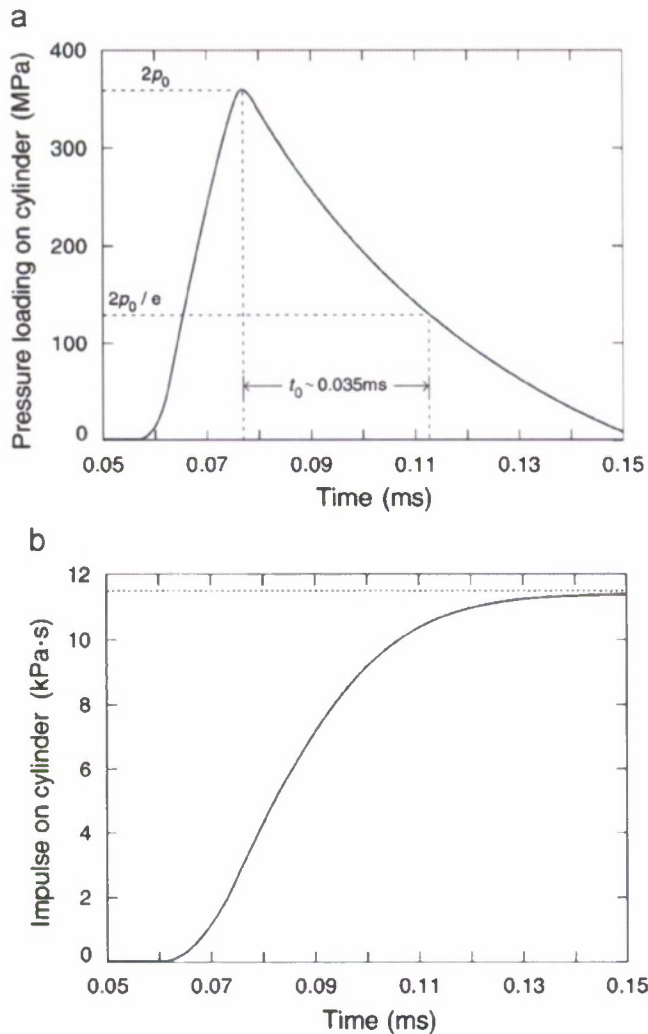 a
400
300
200
100
0
2p₀
2p₀ / e
t₀ ~ 0.035ms
Pressure loading on cylinder (MPa)
0.05 0.07 0.09 0.11 0.13 0.15
Time (ms)
b
12
10
8
6
4
2
0
Impulse on cylinder (kPa·s)
0.05 0.07 0.09 0.11 0.13 0.15
Time (ms)